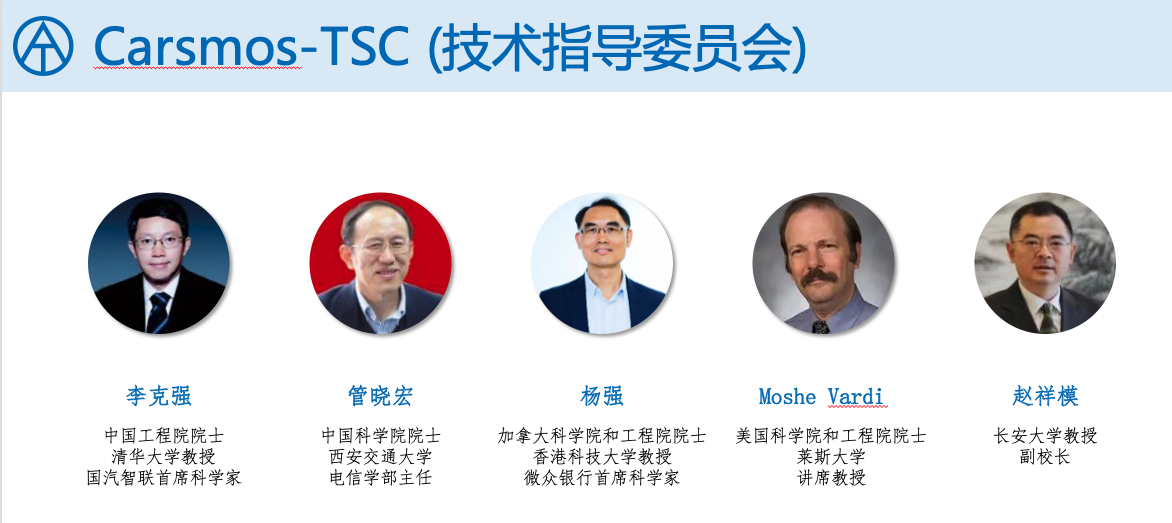 Carsmos-TSC (技术指导委员会)
李克强
中国工程院院士
清华大学教授
国汽智联首席科学家
管晓宏
中国科学院院士
西安交通大学
电信学部主任
杨强
加拿大科学院和工程院院士
香港科技大学教授
微众银行首席科学家
Moshe Vardi
美国科学院和工程院院士
莱斯大学
讲席教授
赵祥模
长安大学教授
副校长